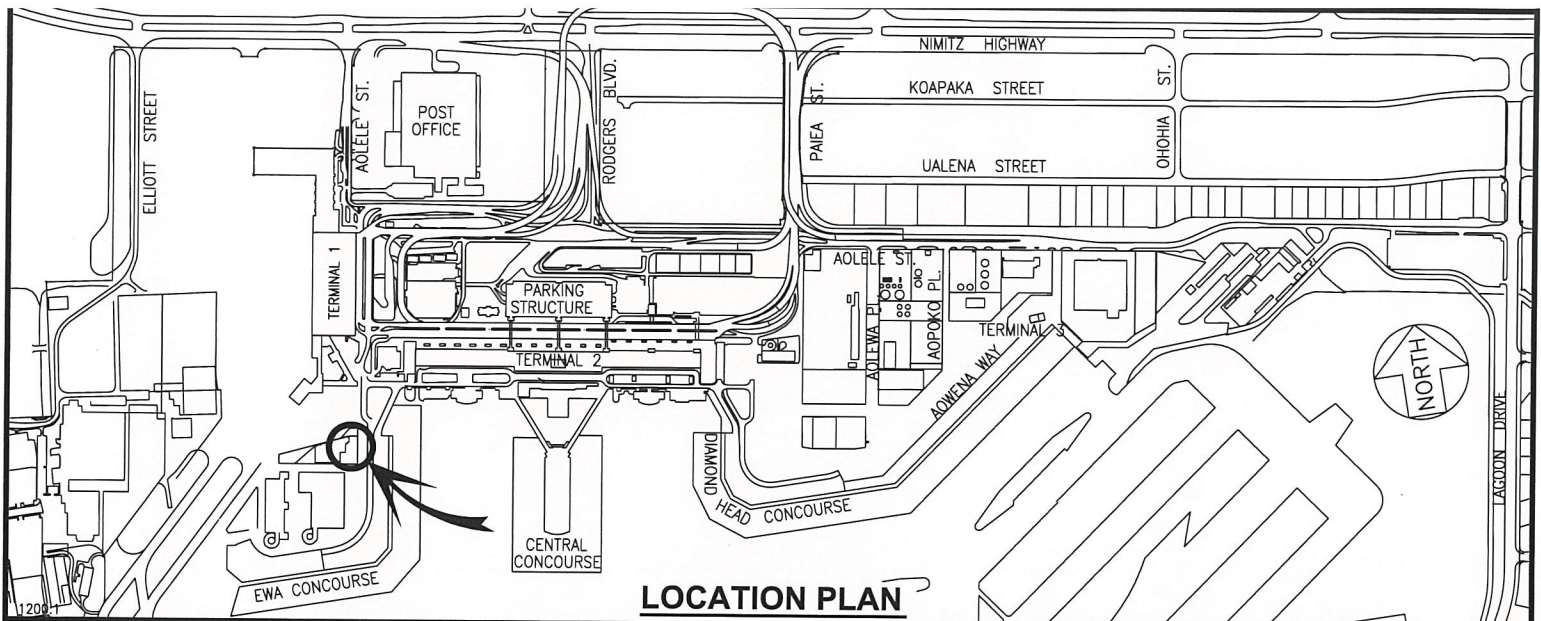 NIMITZ HIGHWAY
KOAPAKA STREET
UALENA STREET
ELLIOTT STREET
AOLELE ST.
POST
OFFICE
RODGERS BLVD.
PAIEA ST.
OHOHIA ST.
TERMINAL 1
PARKING
STRUCTURE
TERMINAL 2
AOLELE ST.
AOLEWA PL.
AOPOKO PL.
TERMINAL 3
AOWENA WAY
NORTH
LAGOON DRIVE
DIAMOND
HEAD CONCOURSE
CENTRAL
CONCOURSE
EWA CONCOURSE
1200:1
LOCATION PLAN